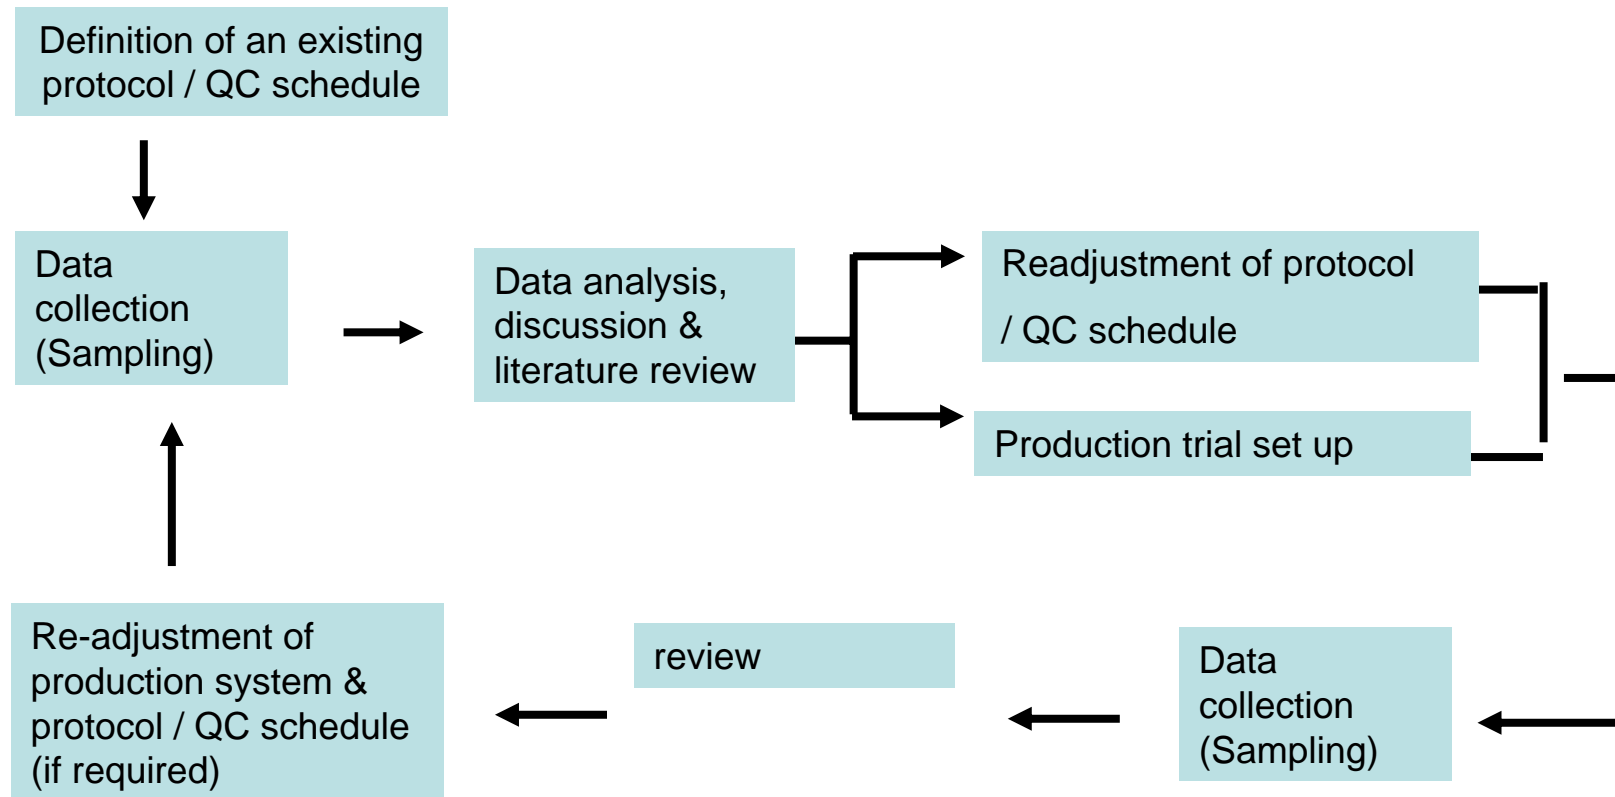 Definition of an existing
protocol / QC schedule
Data
collection
(Sampling)
Data analysis,
discussion &
literature review
Readjustment of protocol
/ QC schedule
Production trial set up
Re-adjustment of
production system &
protocol / QC schedule
(if required)
review
Data
collection
(Sampling)